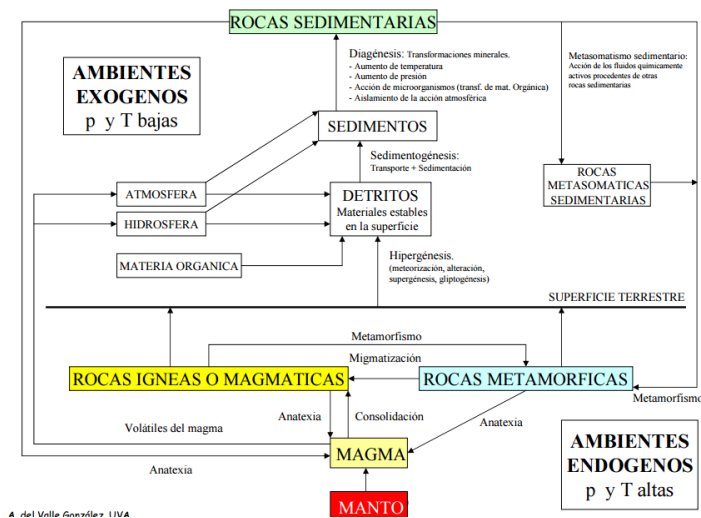 ROCAS SEDIMENTARIAS
AMBIENTES
EXOGENOS
p y T bajas
Diagénesis: Transformaciones minerales.
- Aumento de temperatura
- Aumento de presión
- Acción de microorganismos (transf. de mat. Orgánica)
- Aislamiento de la acción atmosférica
Metasomatismo sedimentario:
Acción de los fluidos químicamente
activos procedentes de otras
rocas sedimentarias
SEDIMENTOS
Sedimentogénesis:
Transporte + Sedimentación
ROCAS
METASOMATICAS
SEDIMENTARIAS
ATMOSFERA
HIDROSFERA
MATERIA ORGANICA
DETRITOS
Materiales estables
en la superficie
Hipergénesis.
(meteorización, alteración,
supergénesis, gliptogénesis)
SUPERFICIE TERRESTRE
Metamorfismo
Migmatización
ROCAS IGNEAS O MAGMATICAS
ROCAS METAMORFICAS
Metamorfismo
Anatexia
Consolidación
Anatexia
Volátiles del magma
Anatexia
MAGMA
MANTO
AMBIENTES
ENDOGENOS
p y T altas
A. del Valle González. UVA